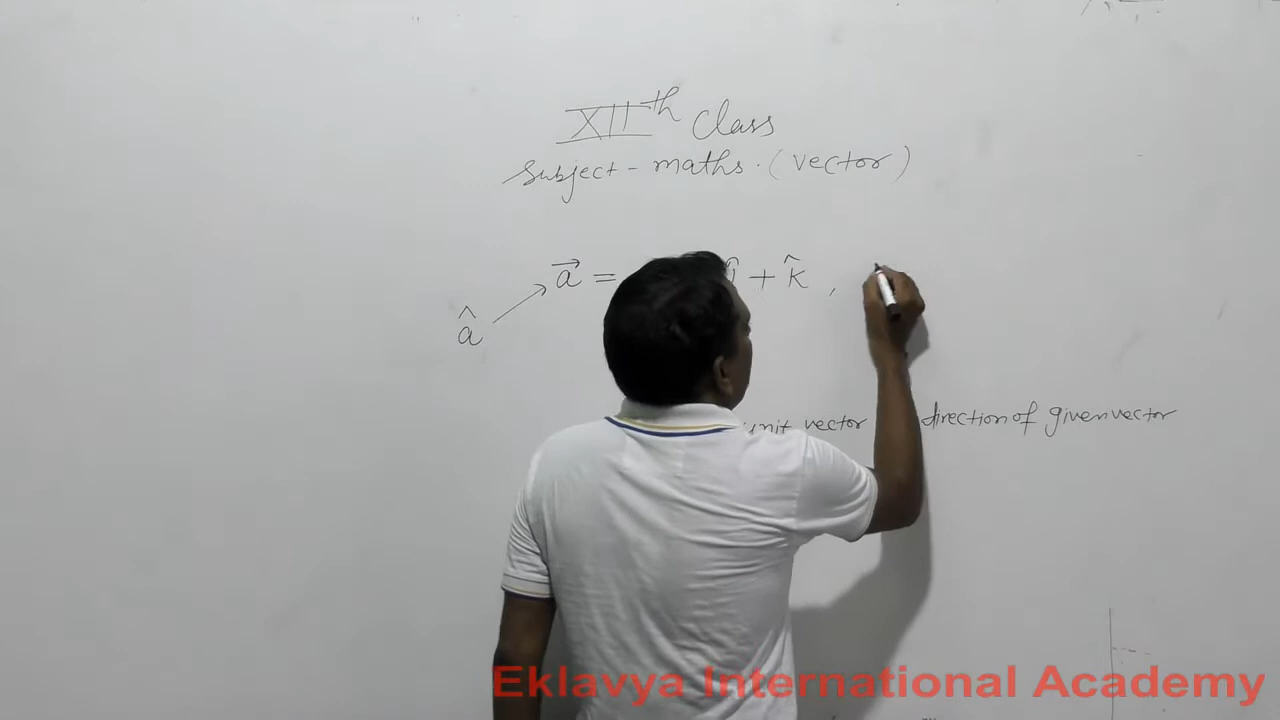 XIIth class
Subject - maths. (vector)
→a = ĵ + k̂ ,
â
unit vector direction of given vector
Eklavya International Academy